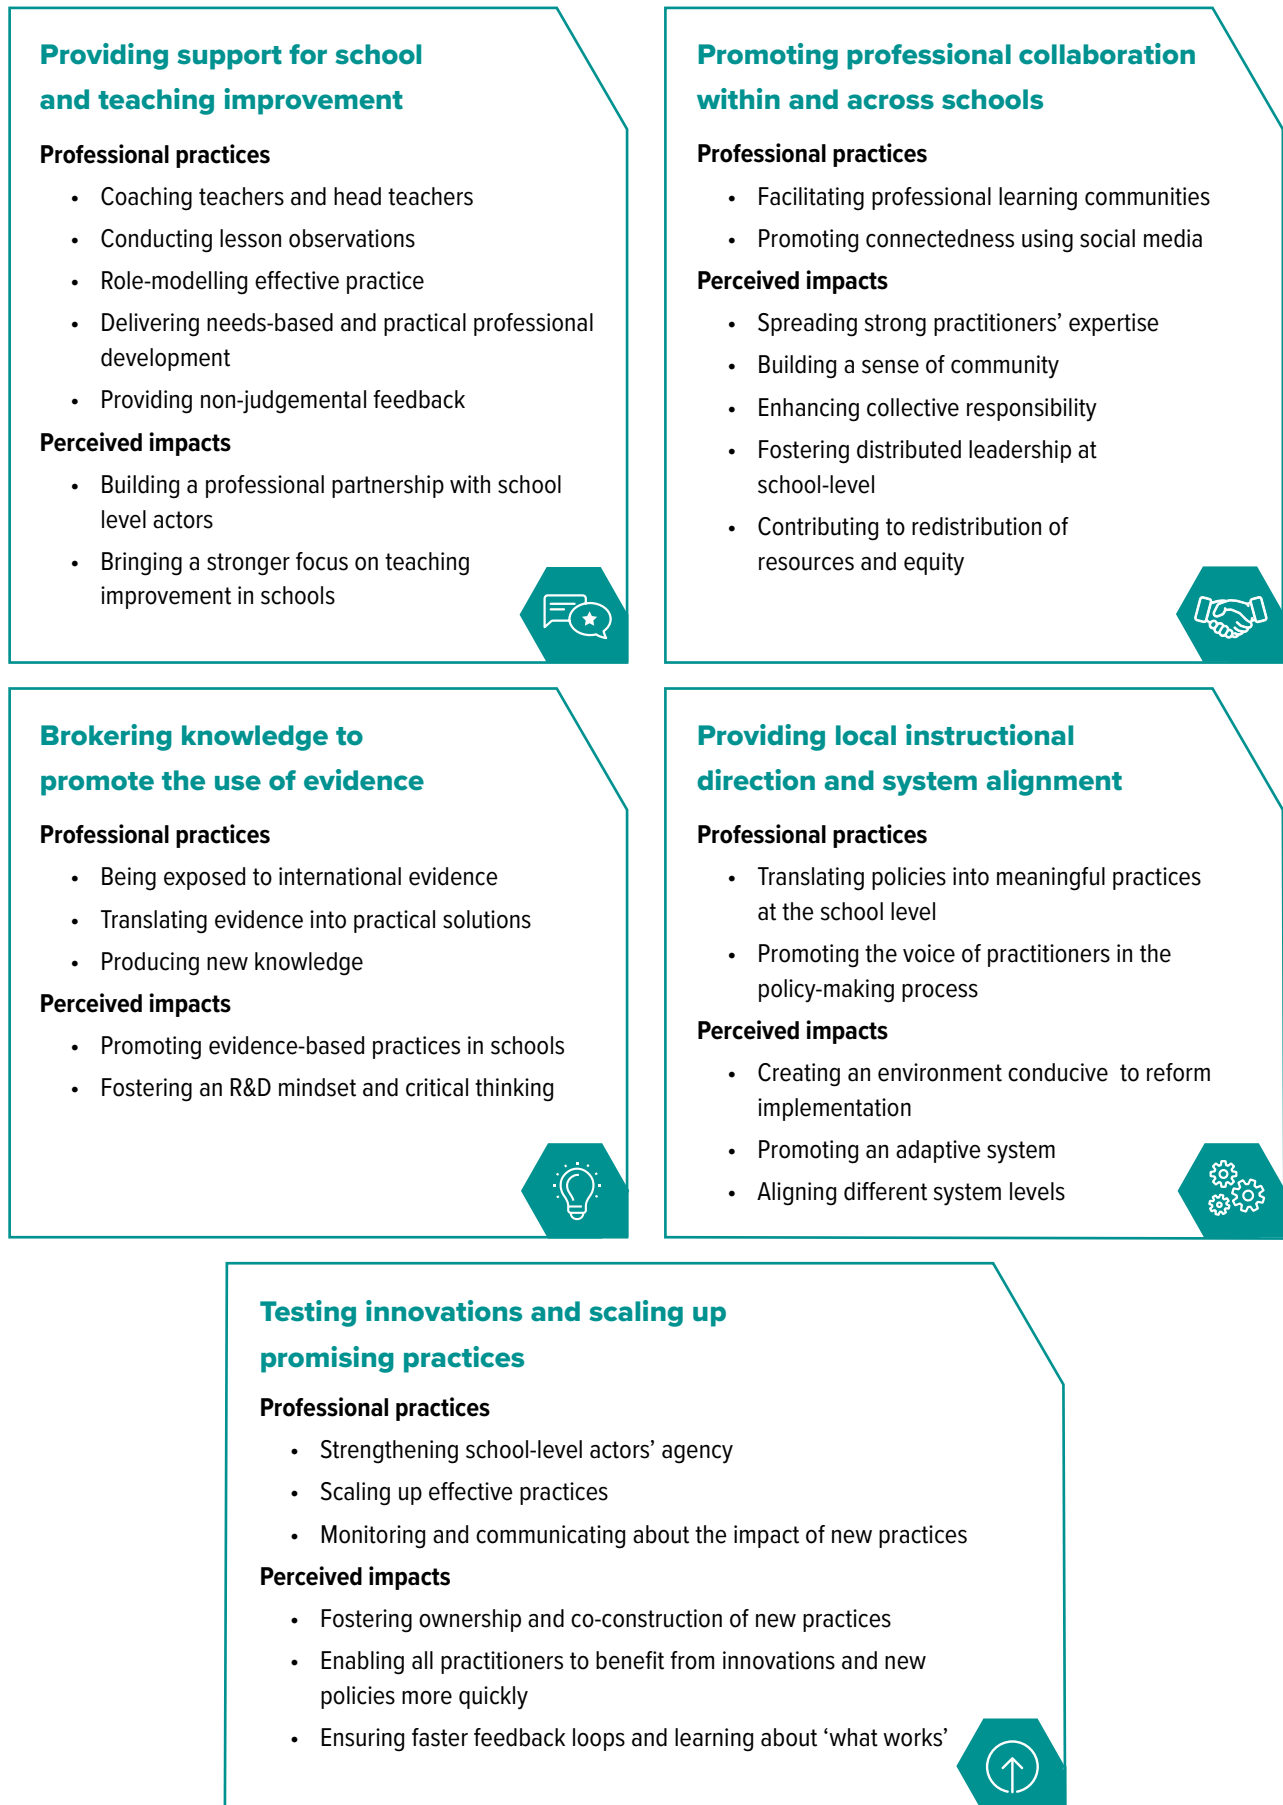 Providing support for school
and teaching improvement
Professional practices
• Coaching teachers and head teachers
• Conducting lesson observations
• Role-modelling effective practice
• Delivering needs-based and practical professional
development
• Providing non-judgemental feedback
Perceived impacts
• Building a professional partnership with school
level actors
• Bringing a stronger focus on teaching
improvement in schools
Promoting professional collaboration
within and across schools
Professional practices
• Facilitating professional learning communities
• Promoting connectedness using social media
Perceived impacts
• Spreading strong practitioners’ expertise
• Building a sense of community
• Enhancing collective responsibility
• Fostering distributed leadership at
school-level
• Contributing to redistribution of
resources and equity
Brokering knowledge to
promote the use of evidence
Professional practices
• Being exposed to international evidence
• Translating evidence into practical solutions
• Producing new knowledge
Perceived impacts
• Promoting evidence-based practices in schools
• Fostering an R&D mindset and critical thinking
Providing local instructional
direction and system alignment
Professional practices
• Translating policies into meaningful practices
at the school level
• Promoting the voice of practitioners in the
policy-making process
Perceived impacts
• Creating an environment conducive  to reform
implementation
• Promoting an adaptive system
• Aligning different system levels
Testing innovations and scaling up
promising practices
Professional practices
• Strengthening school-level actors’ agency
• Scaling up effective practices
• Monitoring and communicating about the impact of new practices
Perceived impacts
• Fostering ownership and co-construction of new practices
• Enabling all practitioners to benefit from innovations and new
policies more quickly
• Ensuring faster feedback loops and learning about ‘what works’